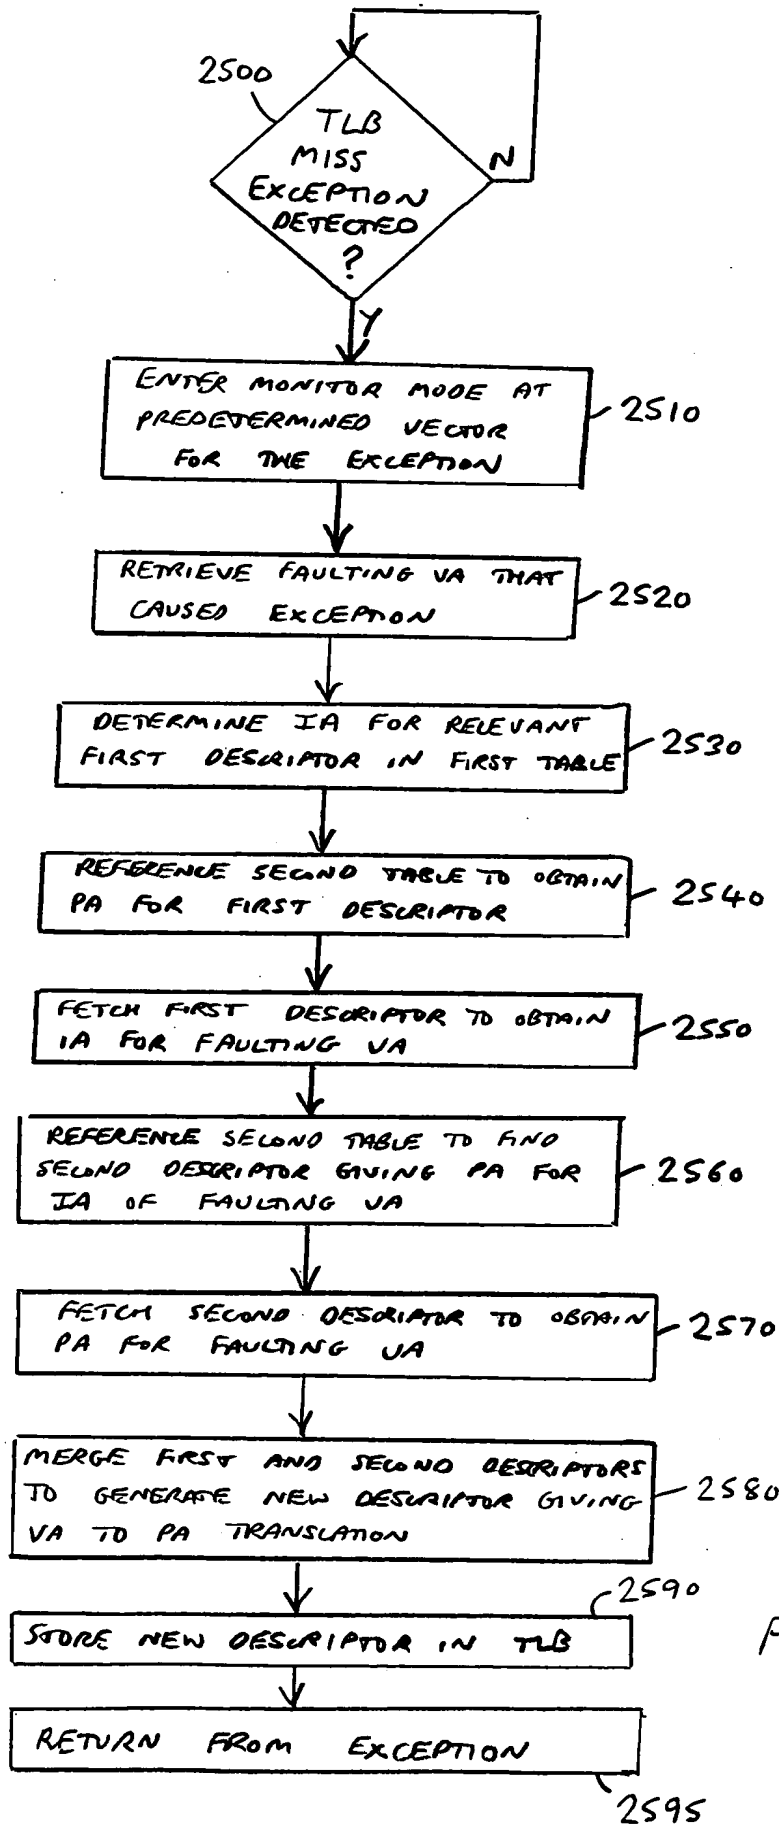 2500
TLB
MISS
EXCEPTION
DETECTED
?
N
Y
ENTER MONITOR MODE AT
PREDETERMINED VECTOR
FOR THE EXCEPTION
2510
RETRIEVE FAULTING VA THAT
CAUSED EXCEPTION
2520
DETERMINE IA FOR RELEVANT
FIRST DESCRIPTOR IN FIRST TABLE
2530
REFERENCE SECOND TABLE TO OBTAIN
PA FOR FIRST DESCRIPTOR
2540
FETCH FIRST DESCRIPTOR TO OBTAIN
IA FOR FAULTING VA
2550
REFERENCE SECOND TABLE TO FIND
SECOND DESCRIPTOR GIVING PA FOR
IA OF FAULTING VA
2560
FETCH SECOND DESCRIPTOR TO OBTAIN
PA FOR FAULTING VA
2570
MERGE FIRST AND SECOND DESCRIPTORS
TO GENERATE NEW DESCRIPTOR GIVING
VA TO PA TRANSLATION
2580
2590
STORE NEW DESCRIPTOR IN TLB
RETURN FROM EXCEPTION
2595